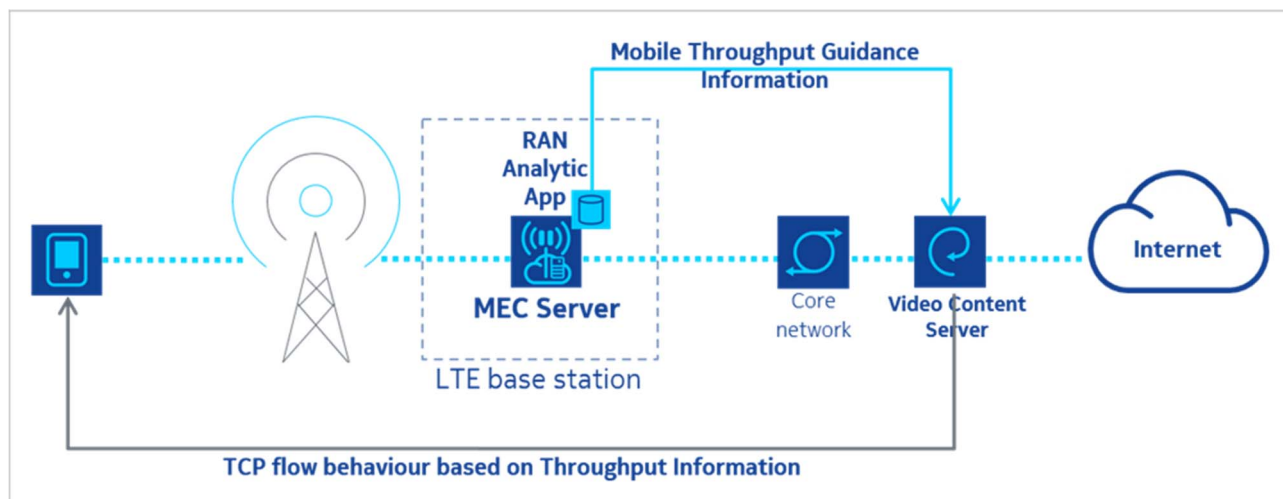 Mobile Throughput Guidance
Information
RAN
Analytic
App
MEC Server
LTE base station
Core
network
Video Content
Server
Internet
TCP flow behaviour based on Throughput Information